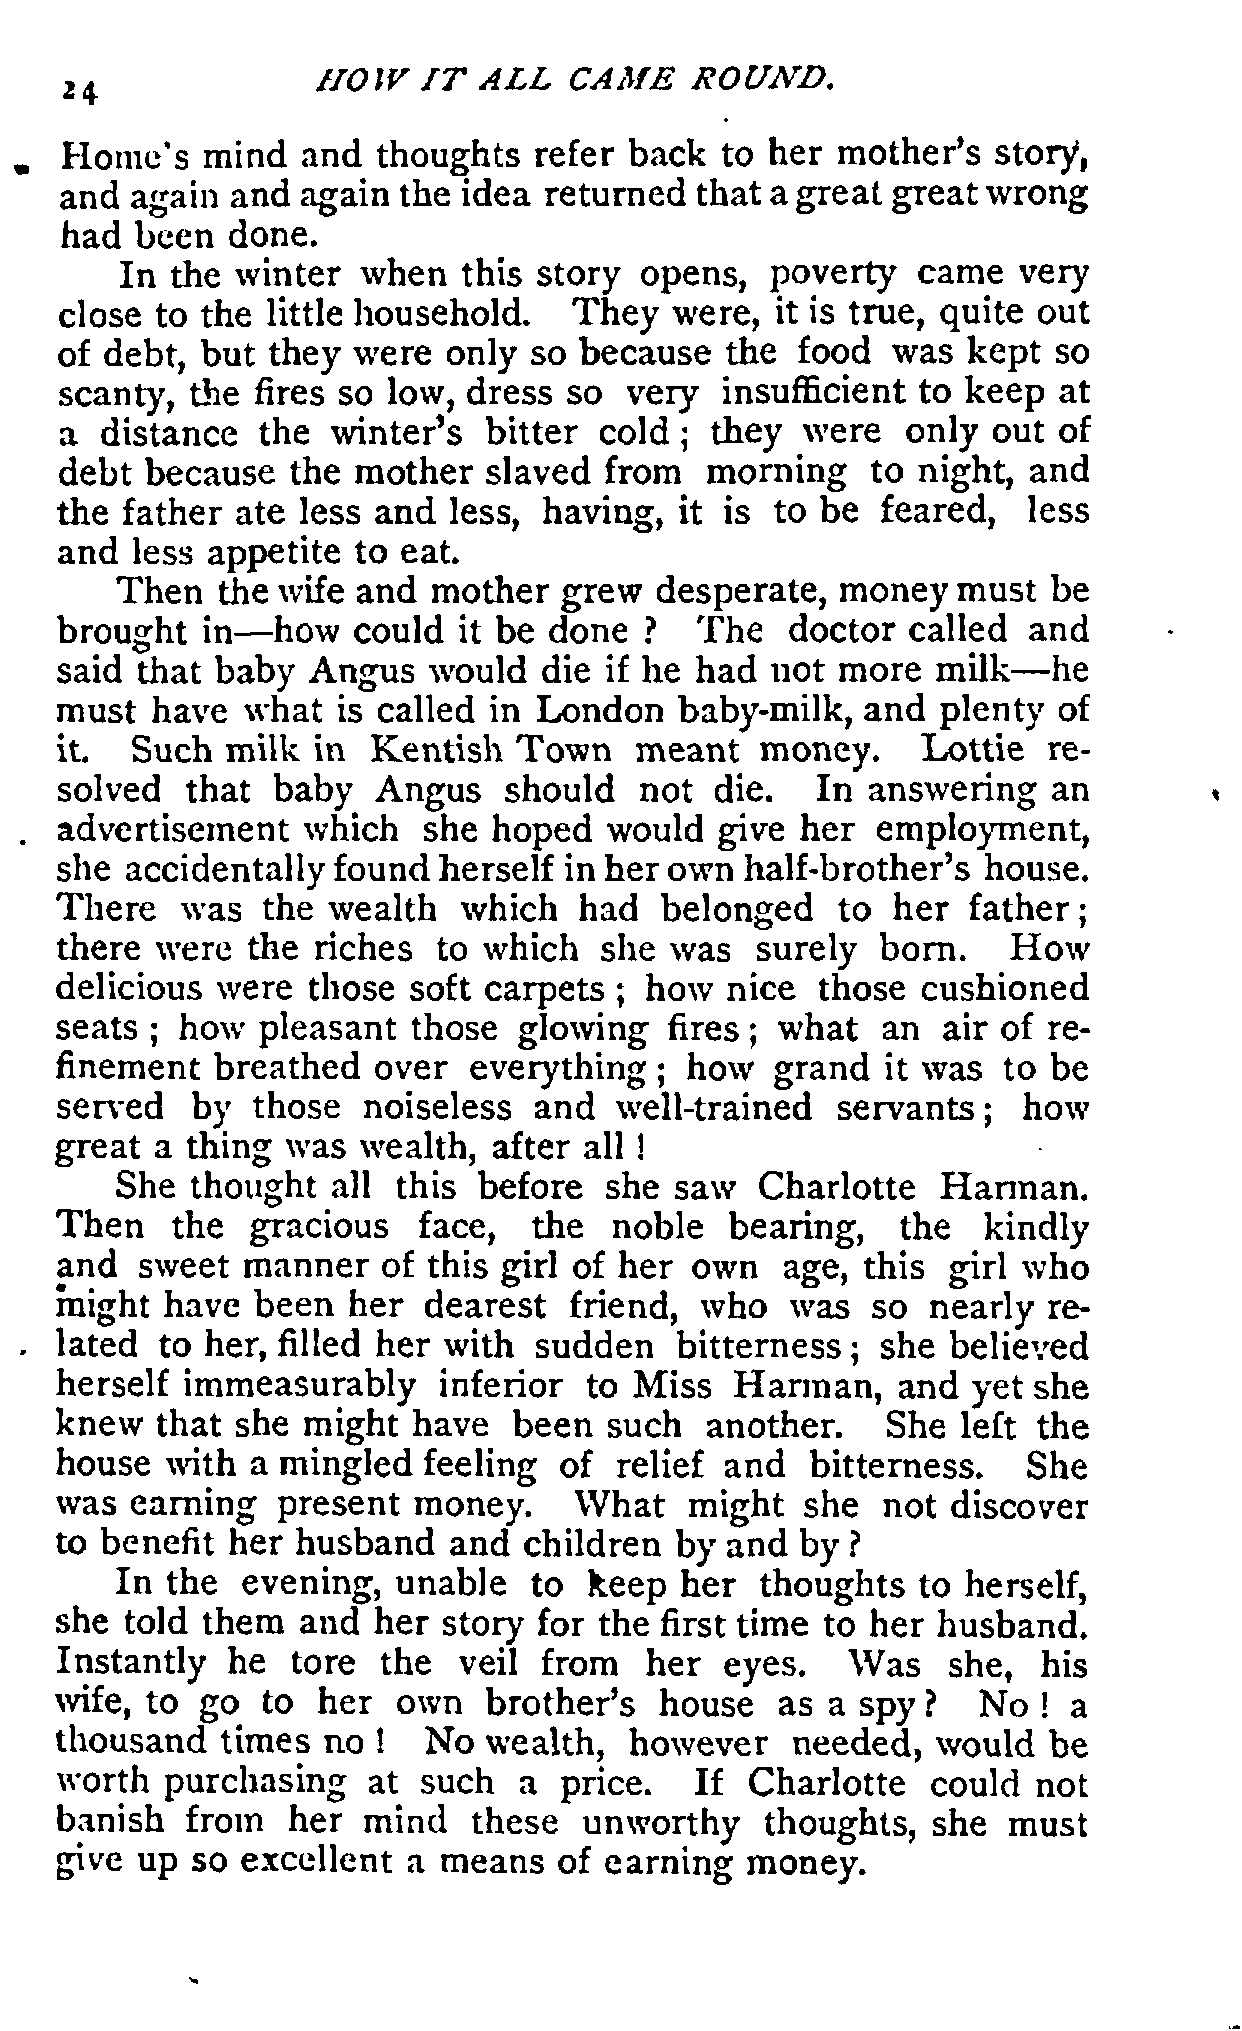 24
HOW IT ALL CAME ROUND.
Home's mind and thoughts refer back to her mother's story,
and again and again the idea returned that a great great wrong
had been done.
In the winter when this story opens, poverty came very
close to the little household. They were, it is true, quite out
of debt, but they were only so because the food was kept so
scanty, the fires so low, dress so very insufficient to keep at
a distance the winter's bitter cold; they were only out of
debt because the mother slaved from morning to night, and
the father ate less and less, having, it is to be feared, less
and less appetite to eat.
Then the wife and mother grew desperate, money must be
brought in—how could it be done? The doctor called and
said that baby Angus would die if he had not more milk—he
must have what is called in London baby-milk, and plenty of
it. Such milk in Kentish Town meant money. Lottie re-
solved that baby Angus should not die. In answering an
advertisement which she hoped would give her employment,
she accidentally found herself in her own half-brother's house.
There was the wealth which had belonged to her father;
there were the riches to which she was surely born. How
delicious were those soft carpets; how nice those cushioned
seats; how pleasant those glowing fires; what an air of re-
finement breathed over everything; how grand it was to be
served by those noiseless and well-trained servants; how
great a thing was wealth, after all!
She thought all this before she saw Charlotte Harman.
Then the gracious face, the noble bearing, the kindly
and sweet manner of this girl of her own age, this girl who
might have been her dearest friend, who was so nearly re-
lated to her, filled her with sudden bitterness; she believed
herself immeasurably inferior to Miss Harman, and yet she
knew that she might have been such another. She left the
house with a mingled feeling of relief and bitterness. She
was earning present money. What might she not discover
to benefit her husband and children by and by?
In the evening, unable to keep her thoughts to herself,
she told them and her story for the first time to her husband.
Instantly he tore the veil from her eyes. Was she, his
wife, to go to her own brother's house as a spy? No! a
thousand times no! No wealth, however needed, would be
worth purchasing at such a price. If Charlotte could not
banish from her mind these unworthy thoughts, she must
give up so excellent a means of earning money.